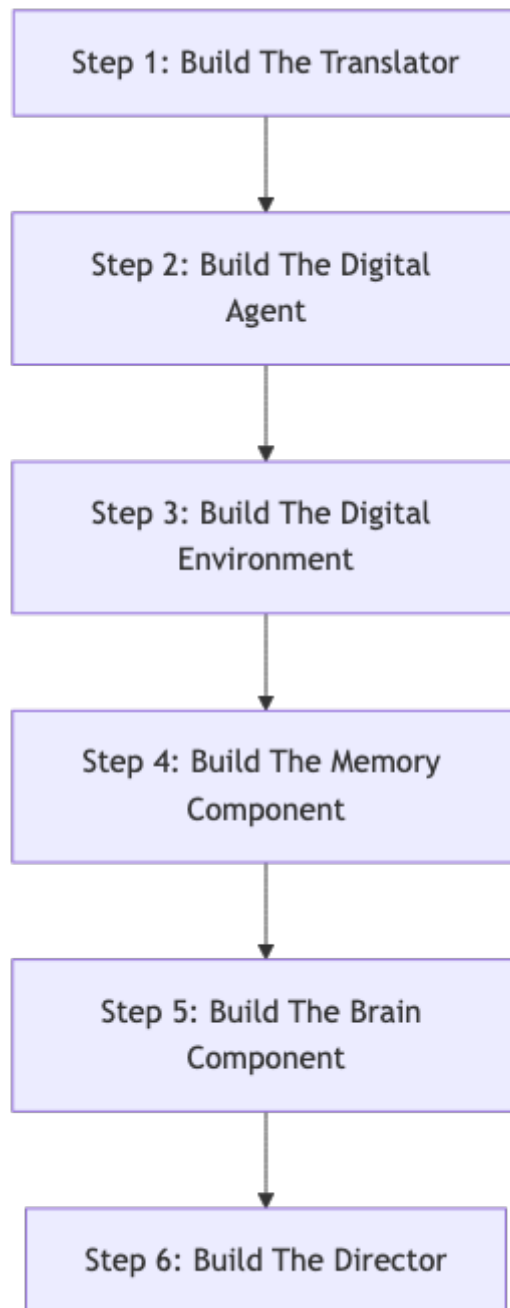 Step 1: Build The Translator
Step 2: Build The Digital
Agent
Step 3: Build The Digital
Environment
Step 4: Build The Memory
Component
Step 5: Build The Brain
Component
Step 6: Build The Director